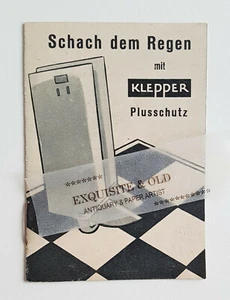 Schach dem Regen
mit
KLEPPER
Plusschutz
********
EXQUISITE & OLD
ANTIQUARY & PAPER ARTIST
********